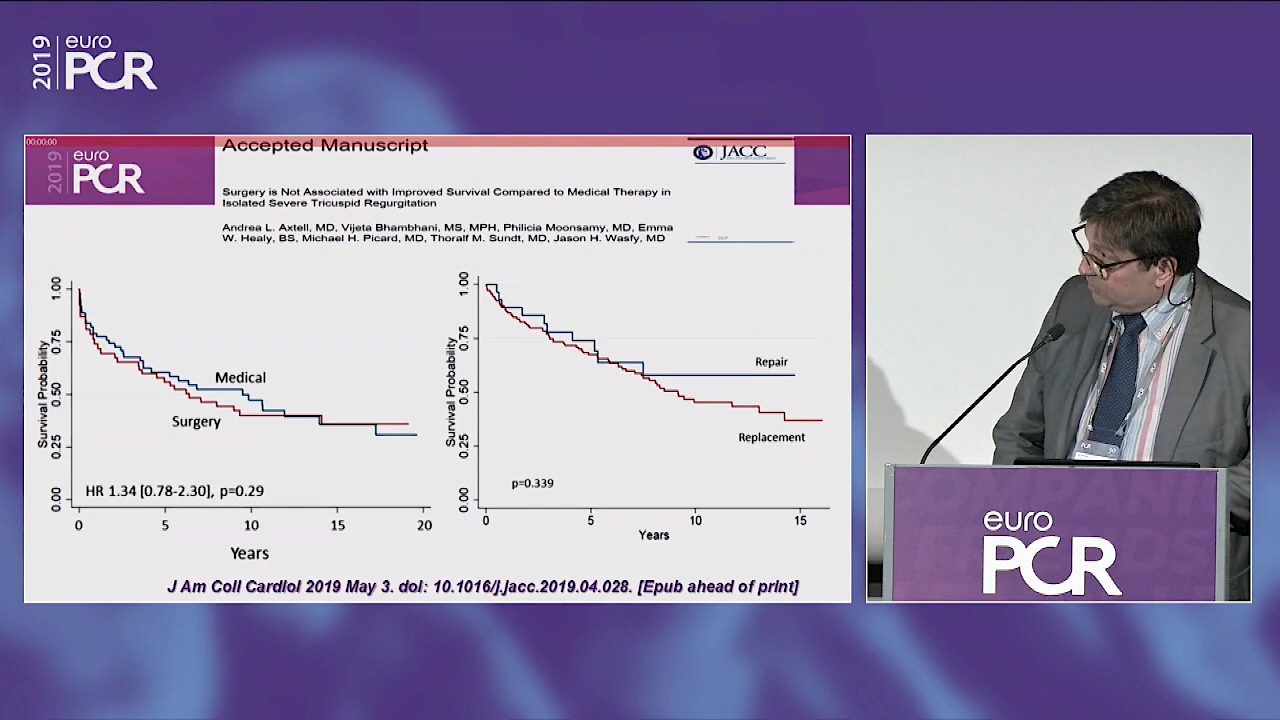 2019 euro PCR
00:00:00
2019 euro PCR
Accepted Manuscript
JACC
Surgery is Not Associated with Improved Survival Compared to Medical Therapy in
Isolated Severe Tricuspid Regurgitation
Andrea L. Axtell, MD, Vijeta Bhambhani, MS, MPH, Philicia Moonsamy, MD, Emma
W. Healy, BS, Michael H. Picard, MD, Thoralf M. Sundt, MD, Jason H. Wasfy, MD
Survival Probability
1.00
0.75
0.50
0.25
0.00
Medical
Surgery
HR 1.34 [0.78-2.30], p=0.29
0 5 10 15 20
Years
Survival Probability
1.00
0.75
0.50
0.25
0.00
Repair
Replacement
p=0.339
0 5 10 15
Years
J Am Coll Cardiol 2019 May 3. doi: 10.1016/j.jacc.2019.04.028. [Epub ahead of print]
PCR
euro
PCR